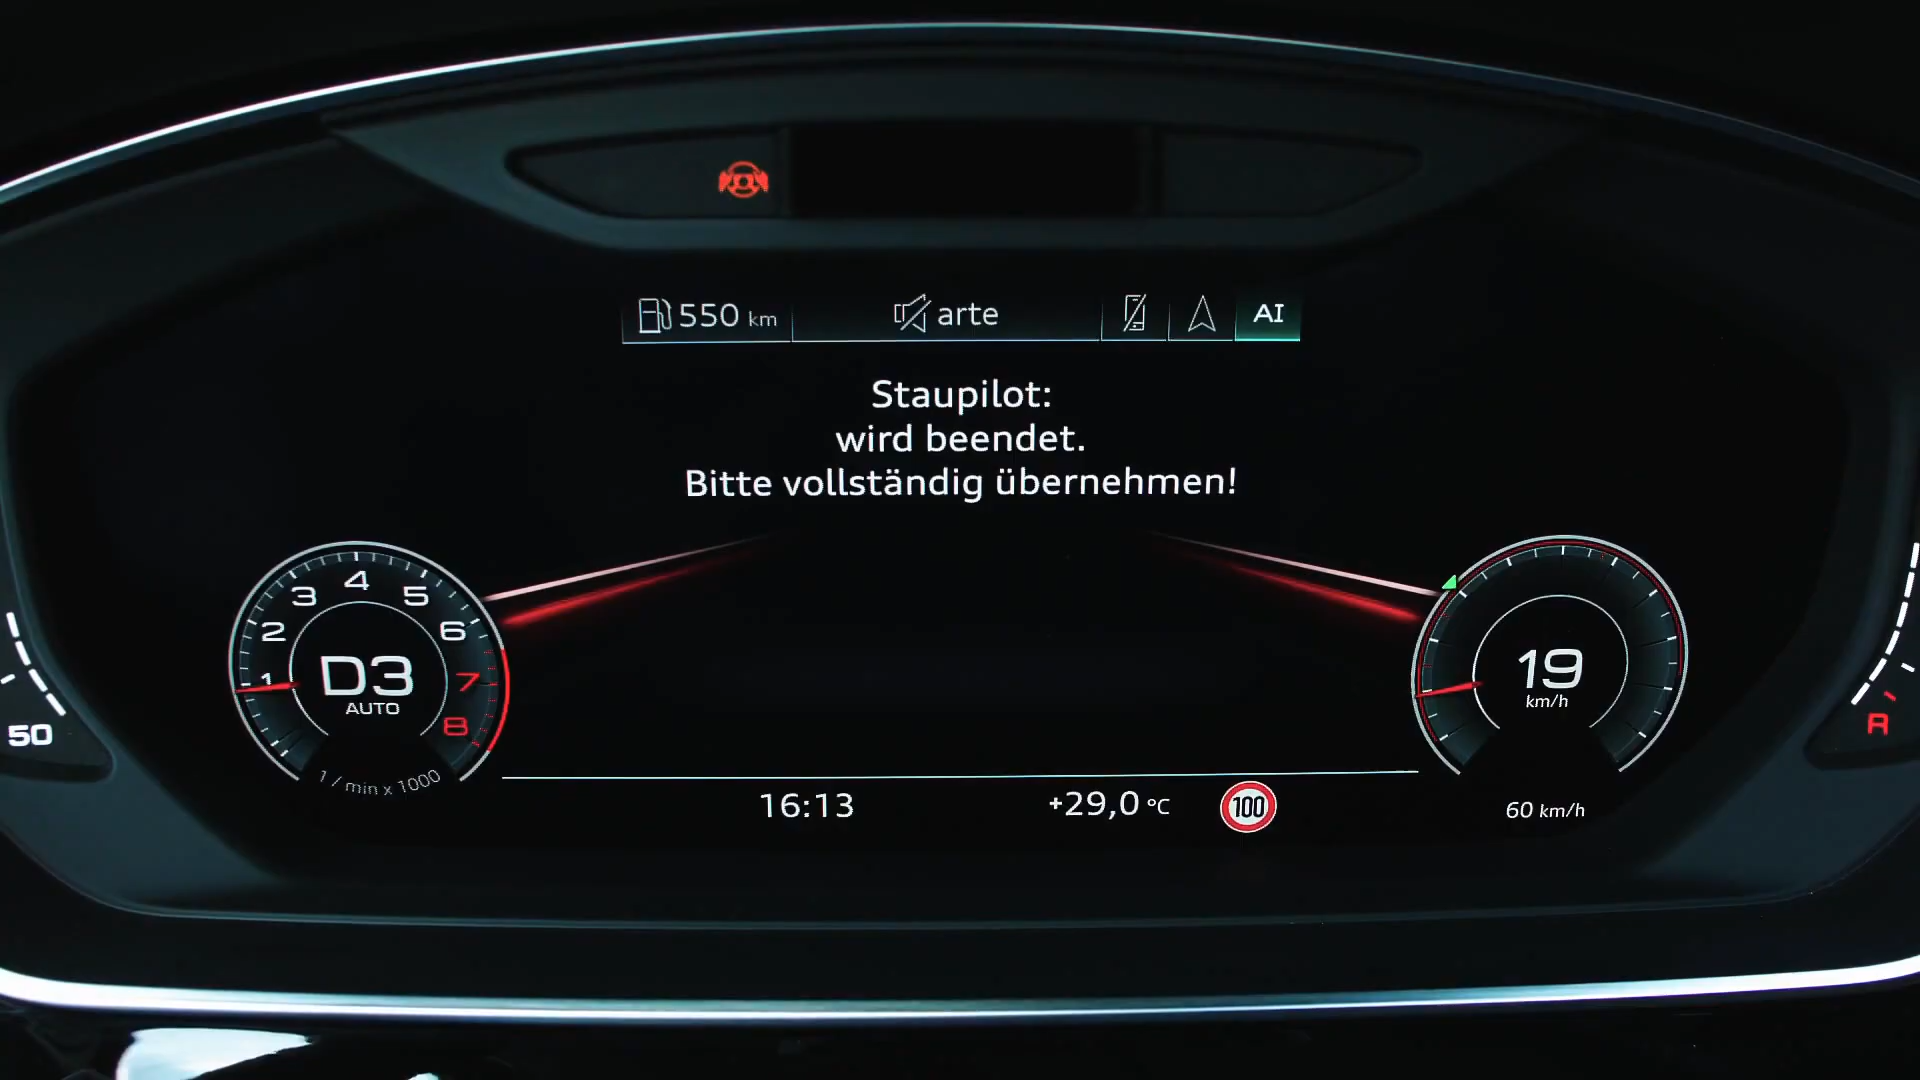 550 km
arte
AI
Staupilot:
wird beendet.
Bitte vollständig übernehmen!
1
2
3
4
5
6
7
8
D3
AUTO
1 / min x 1000
19
km/h
50
R
16:13
+29,0 °C
100
60 km/h